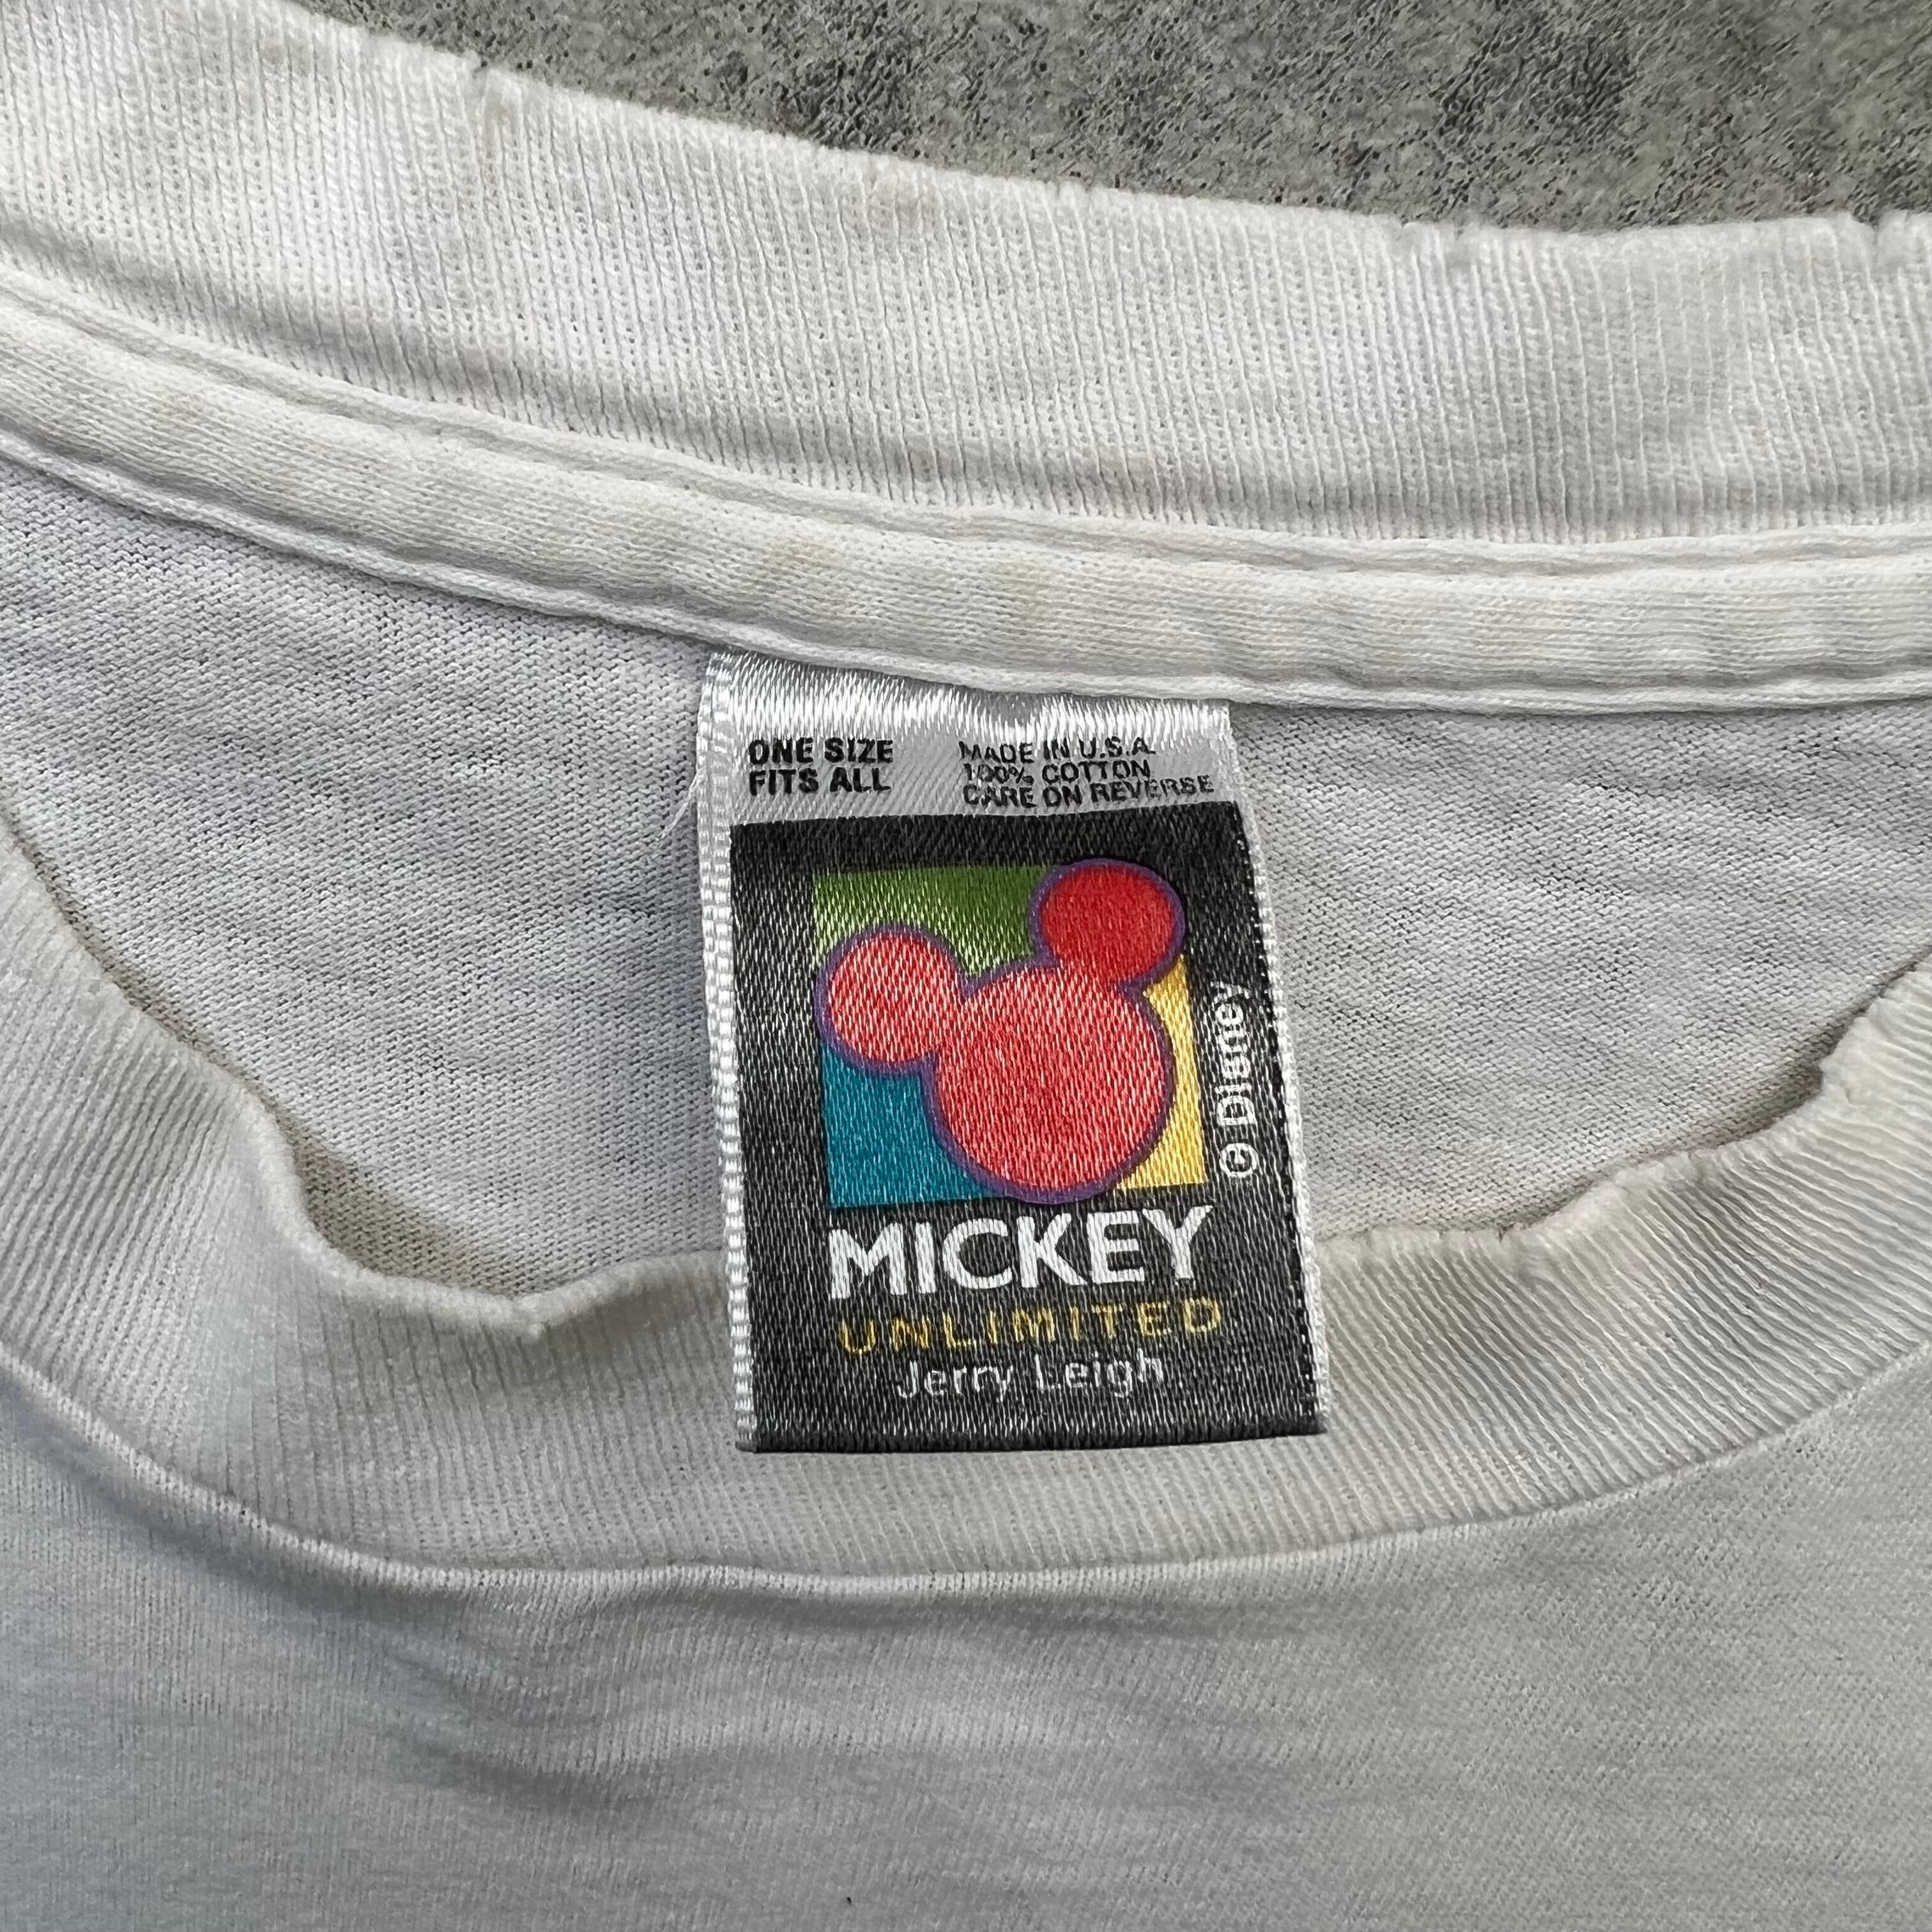 ONE SIZE
FITS ALL
MADE IN U.S.A.
100% COTTON
CARE ON REVERSE
© Disney
MICKEY
UNLIMITED
Jerry Leigh